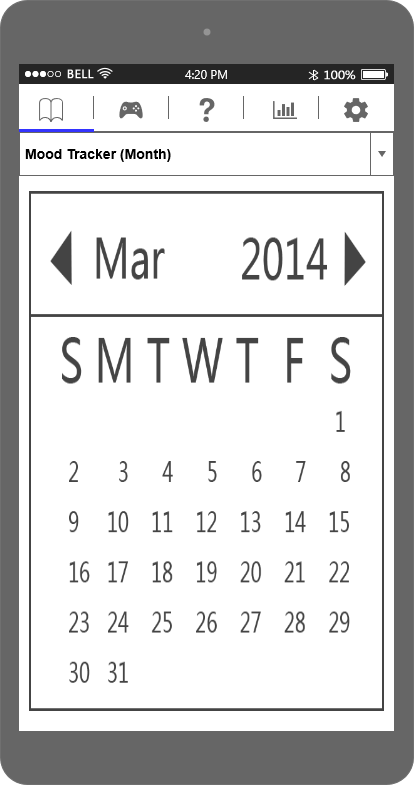 BELL 4:20 PM 100%
?
Mood Tracker (Month)
Mar 2014
S M T W T F S
1
2 3 4 5 6 7 8
9 10 11 12 13 14 15
16 17 18 19 20 21 22
23 24 25 26 27 28 29
30 31